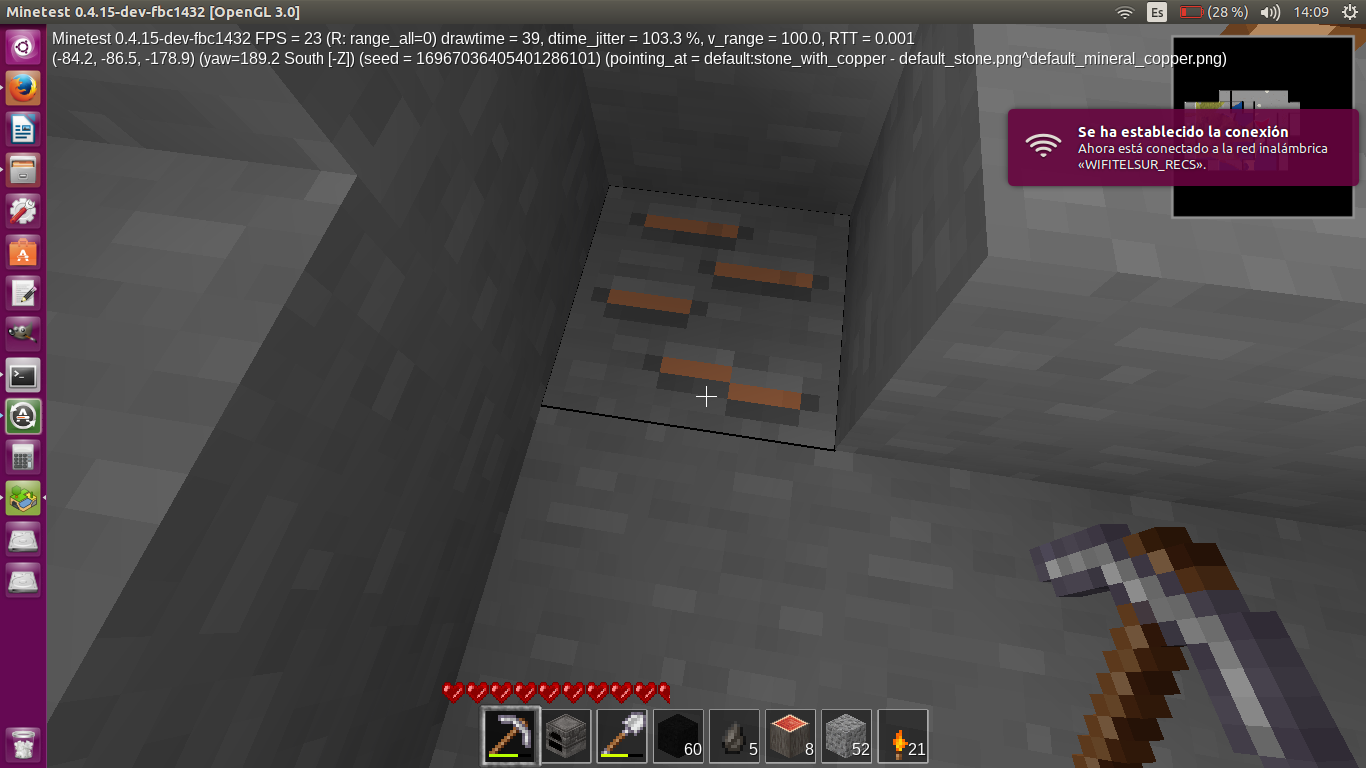 Minetest 0.4.15-dev-fbc1432 [OpenGL 3.0]
Es
(28 %)
14:09
Minetest 0.4.15-dev-fbc1432 FPS = 23 (R: range_all=0) drawtime = 39, dtime_jitter = 103.3 %, v_range = 100.0, RTT = 0.001
(-84.2, -86.5, -178.9) (yaw=189.2 South [-Z]) (seed = 16967036405401286101) (pointing_at = default:stone_with_copper - default_stone.png^default_mineral_copper.png)
Se ha establecido la conexión
Ahora está conectado a la red inalámbrica
«WIFITELSUR_RECS».
60
5
8
52
21